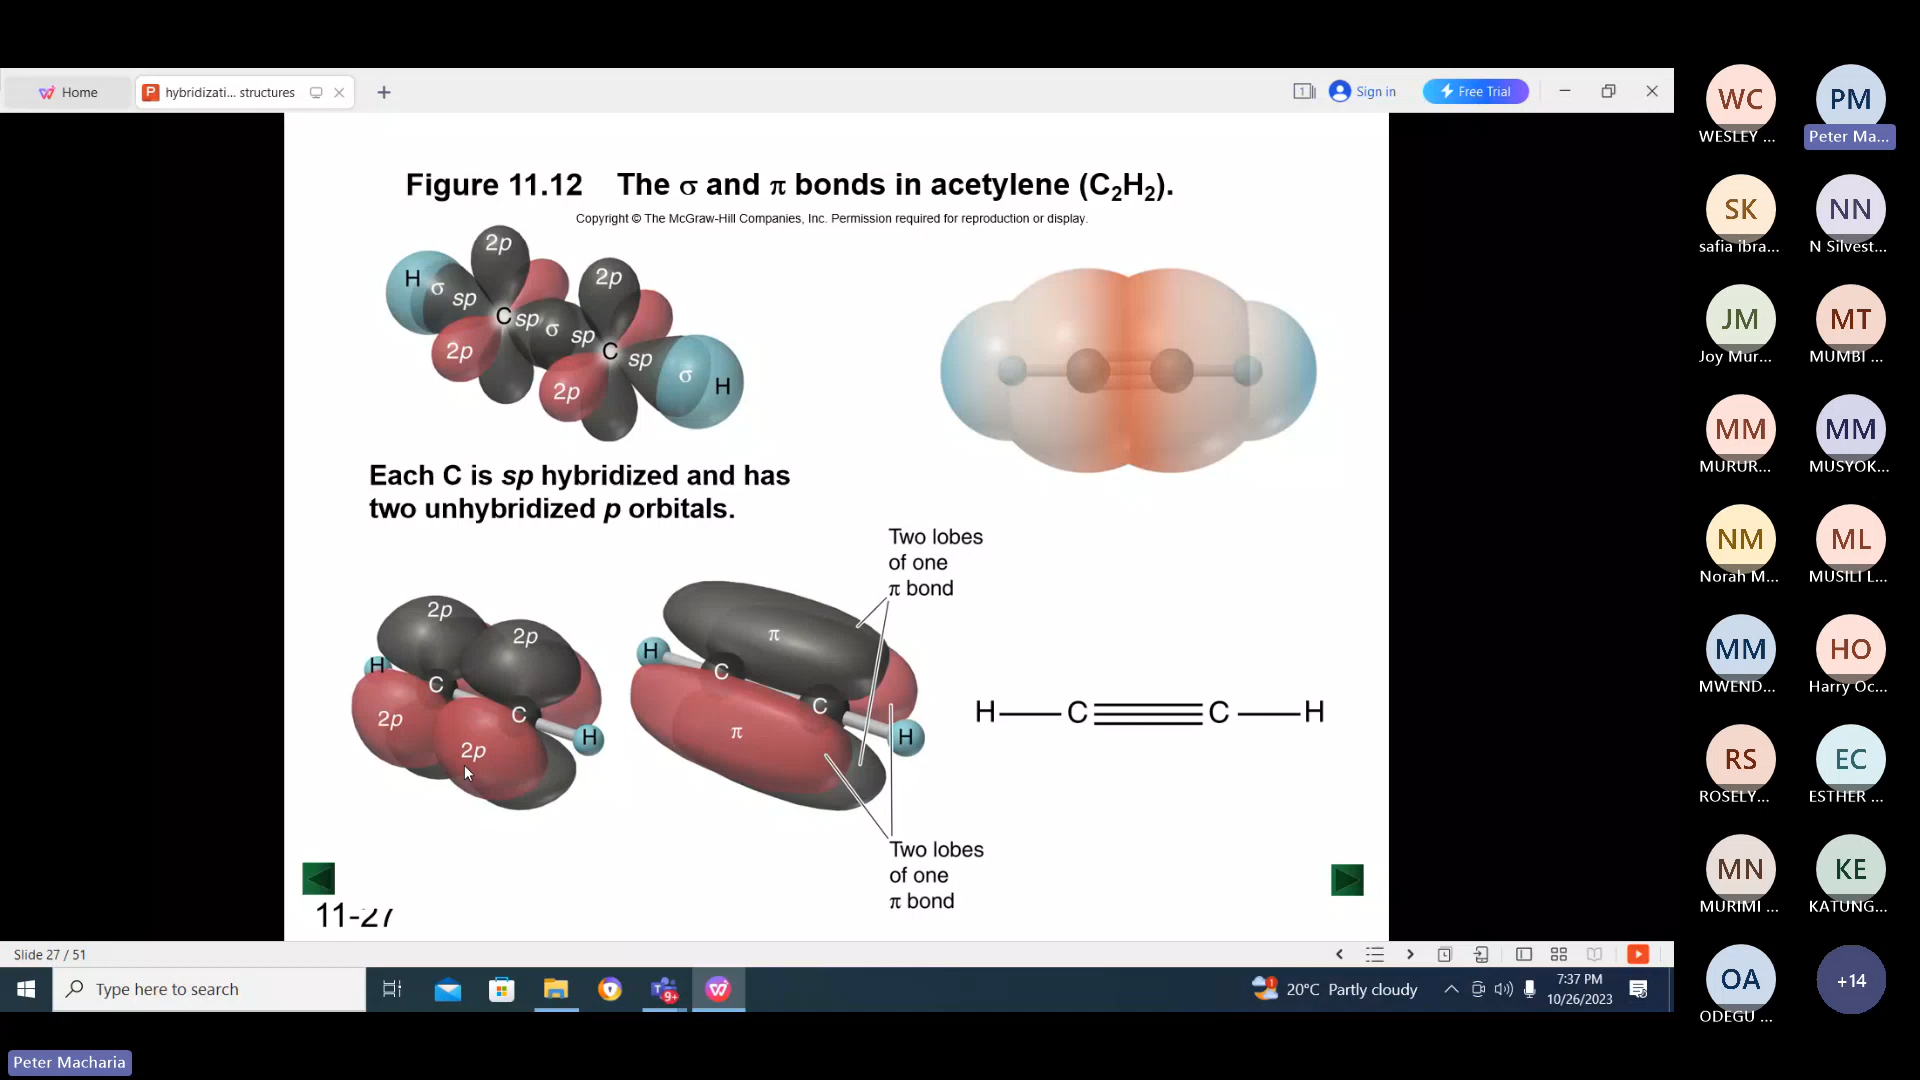 Home
hybridizati... structures
Sign in
Free Trial
Figure 11.12 The σ and π bonds in acetylene (C₂H₂).
Copyright © The McGraw-Hill Companies, Inc. Permission required for reproduction or display.
2p
H σ sp
2p
C sp σ sp
2p
C sp
σ H
2p
Each C is sp hybridized and has
two unhybridized p orbitals.
Two lobes
of one
π bond
2p
2p
H
C
C
2p
2p
H
π
H
C
C
π
H
H C C H
Two lobes
of one
π bond
11-27
Slide 27 / 51
Type here to search
9+
1
20°C Partly cloudy
7:37 PM
10/26/2023
Peter Macharia
WC
WESLEY ...
PM
Peter Ma...
SK
safia ibra...
NN
N Silvest...
JM
Joy Mur...
MT
MUMBI ...
MM
MURUR...
MM
MUSYOK...
NM
Norah M...
ML
MUSILI L...
MM
MWEND...
HO
Harry Oc...
RS
ROSELY...
EC
ESTHER ...
MN
MURIMI ...
KE
KATUNG...
OA
ODEGU ...
+14